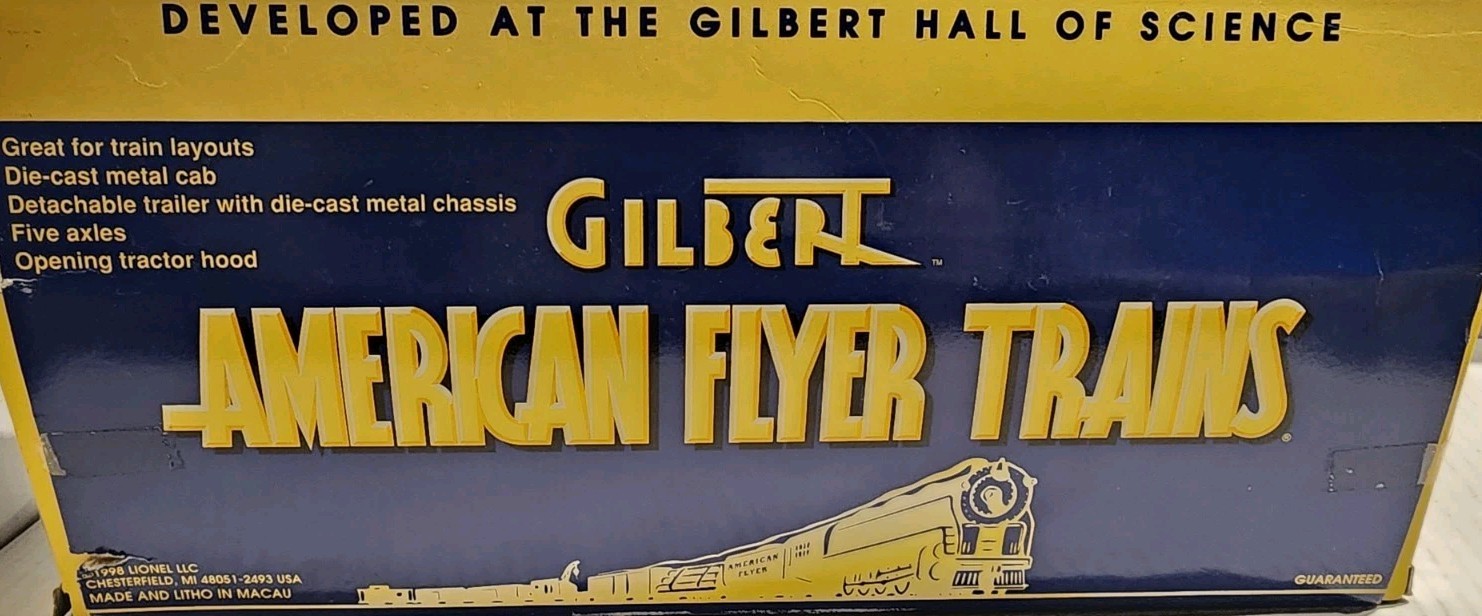 DEVELOPED AT THE GILBERT HALL OF SCIENCE
Great for train layouts
Die-cast metal cab
Detachable trailer with die-cast metal chassis
Five axles
Opening tractor hood
GILBERT™
AMERICAN FLYER TRAINS®
AMERICAN
FLYER
1998 LIONEL LLC
CHESTERFIELD, MI 48051-2493 USA
MADE AND LITHO IN MACAU
GUARANTEED